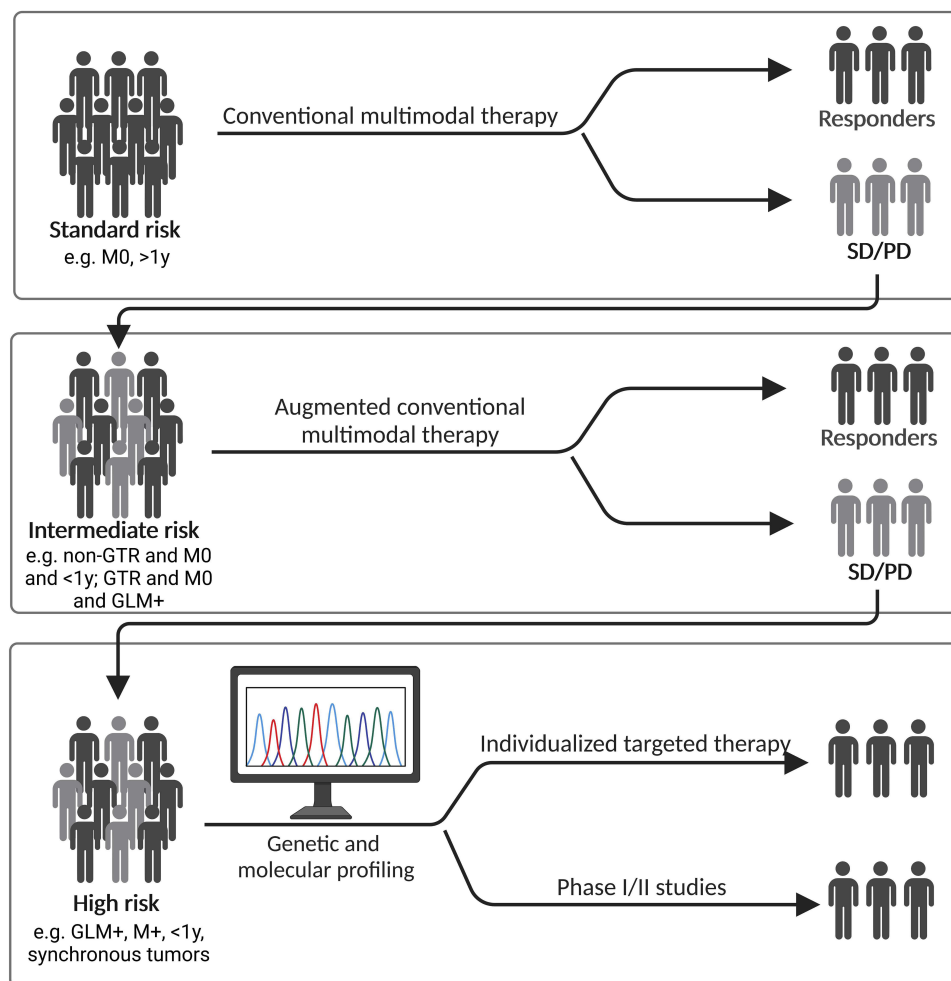 Conventional multimodal therapy
Responders
Standard risk
e.g. M0, >1y
SD/PD
Augmented conventional
multimodal therapy
Responders
Intermediate risk
e.g. non-GTR and M0
and <1y; GTR and M0
and GLM+
SD/PD
Individualized targeted therapy
Genetic and
molecular profiling
Phase I/II studies
High risk
e.g. GLM+, M+, <1y,
synchronous tumors